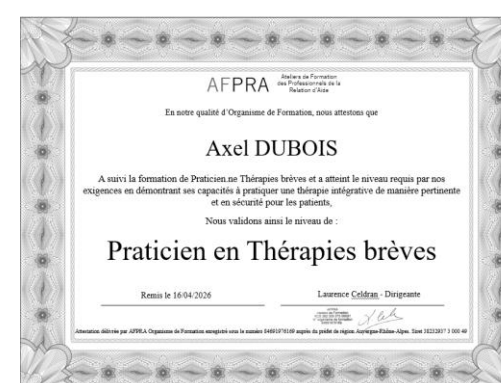 AFPRA
Ateliers de Formation
des Professionnels de la
Relation d'Aide
En notre qualité d'Organisme de Formation, nous attestons que
Axel DUBOIS
A suivi la formation de Praticien.ne Thérapies brèves et a atteint le niveau requis par nos
exigences en démontrant ses capacités à pratiquer une thérapie intégrative de manière pertinente
et en sécurité pour les patients,
Nous validons ainsi le niveau de :
Praticien en Thérapies brèves
Remis le 16/04/2026
Laurence Celdran - Dirigeante
Attestation délivrée par AFPRA Organisme de Formation enregistré sous le numéro 84691976169 auprès du préfet de région Auvergne-Rhône-Alpes.